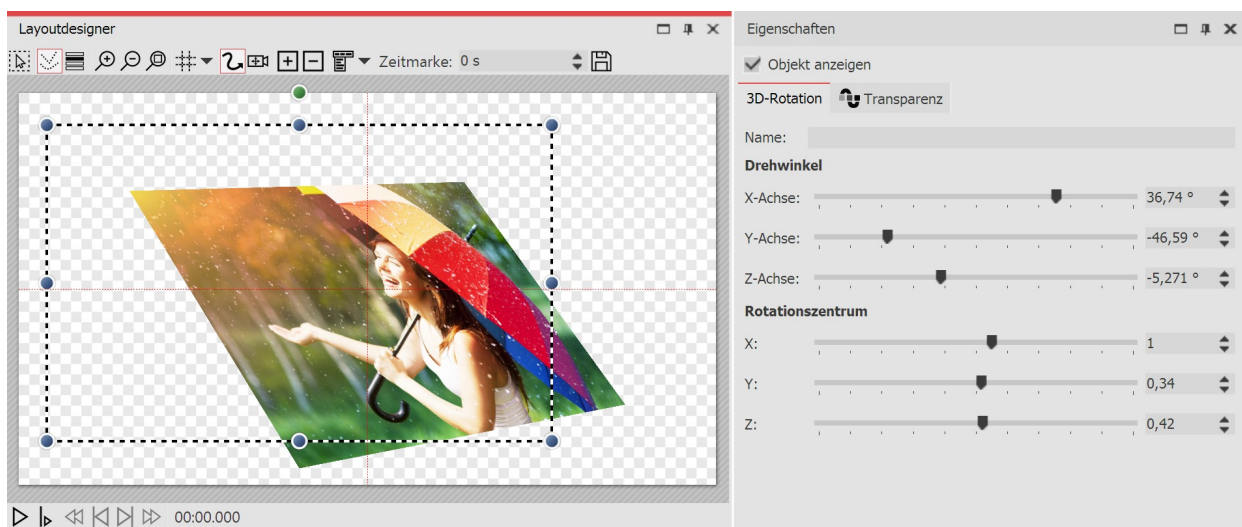 Layoutdesigner
Zeitmarke: 0 s
00:00.000
Eigenschaften
Objekt anzeigen
3D-Rotation Transparenz
Name:
Drehwinkel
X-Achse: 36,74 °
Y-Achse: -46,59 °
Z-Achse: -5,271 °
Rotationszentrum
X: 1
Y: 0,34
Z: 0,42